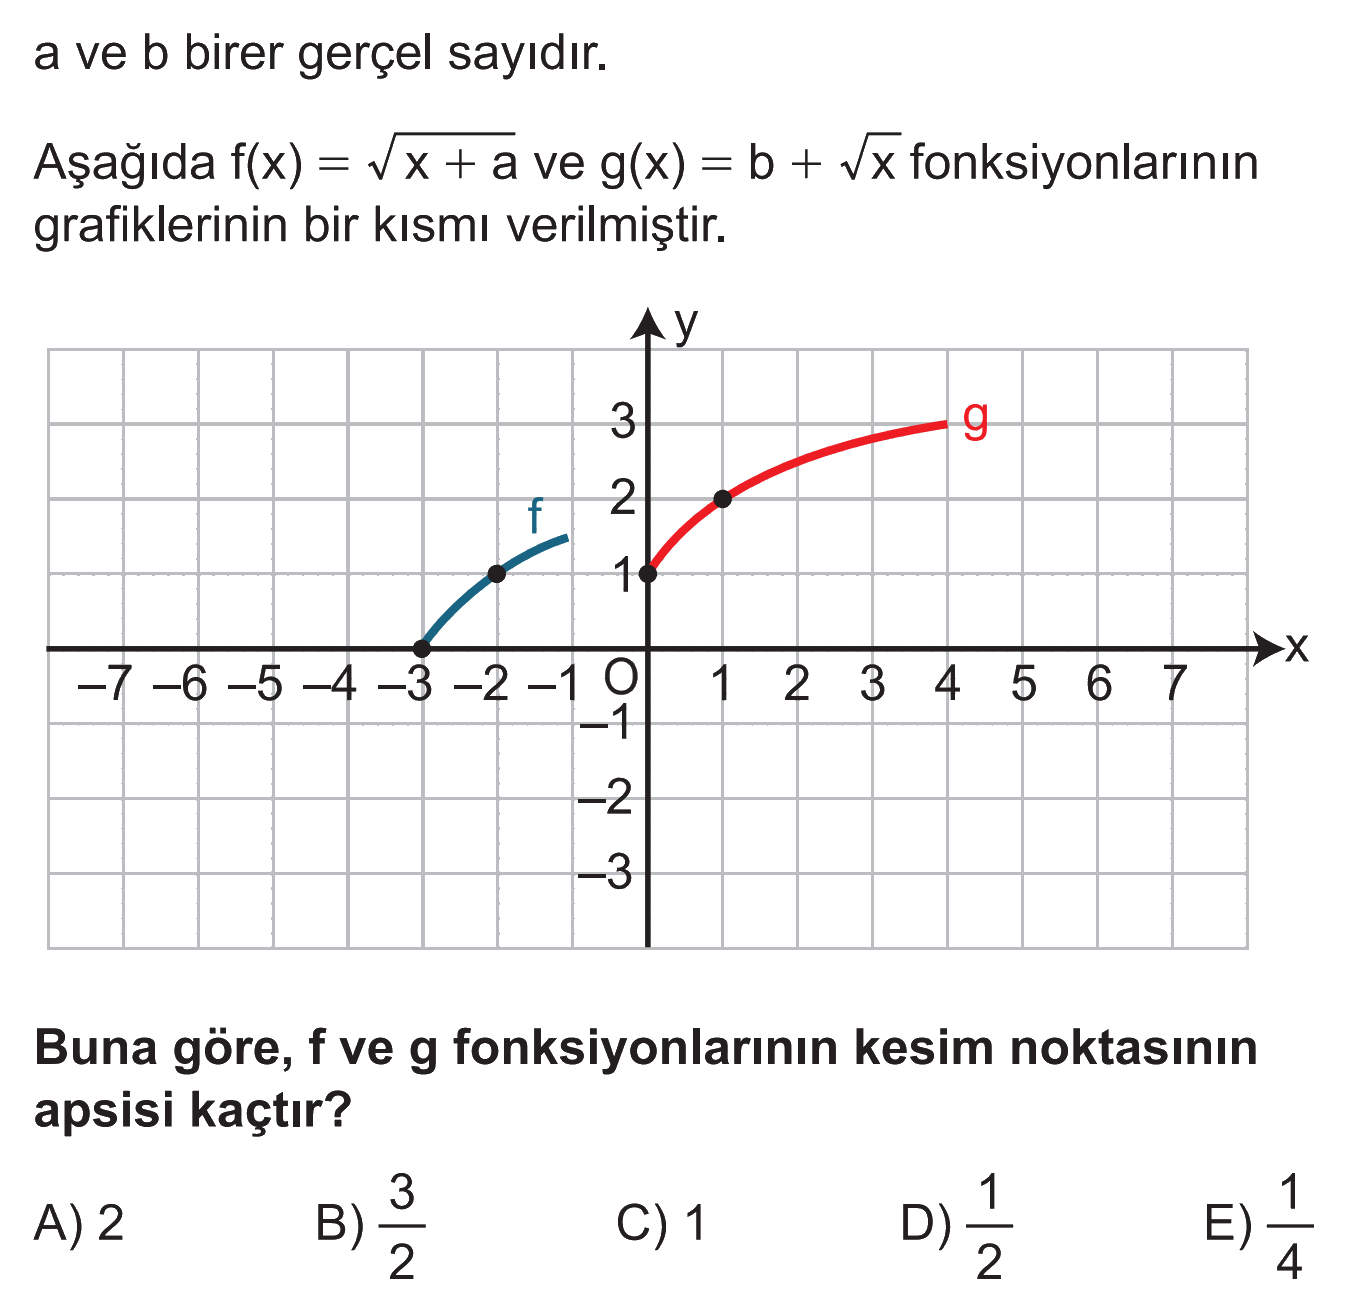 a ve b birer gerçel sayıdır.
Aşağıda f(x) = √(x + a) ve g(x) = b + √x fonksiyonlarının
grafiklerinin bir kısmı verilmiştir.
y
3
g
2
f
1
–7 –6 –5 –4 –3 –2 –1 O 1 2 3 4 5 6 7 x
–1
–2
–3
Buna göre, f ve g fonksiyonlarının kesim noktasının
apsisi kaçtır?
A) 2 B) 3/2 C) 1 D) 1/2 E) 1/4